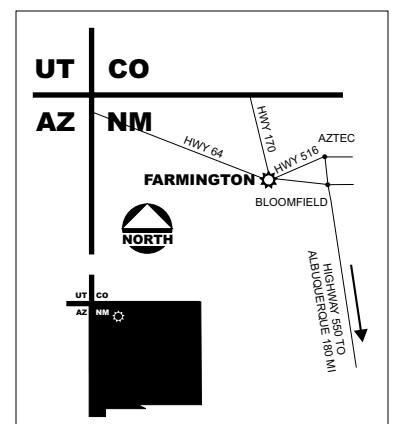 UT CO
AZ NM
HWY 64
HWY 170
HWY 516
AZTEC
FARMINGTON
BLOOMFIELD
NORTH
HIGHWAY 550 TO
ALBUQUERQUE 180 MI
UT CO
AZ NM